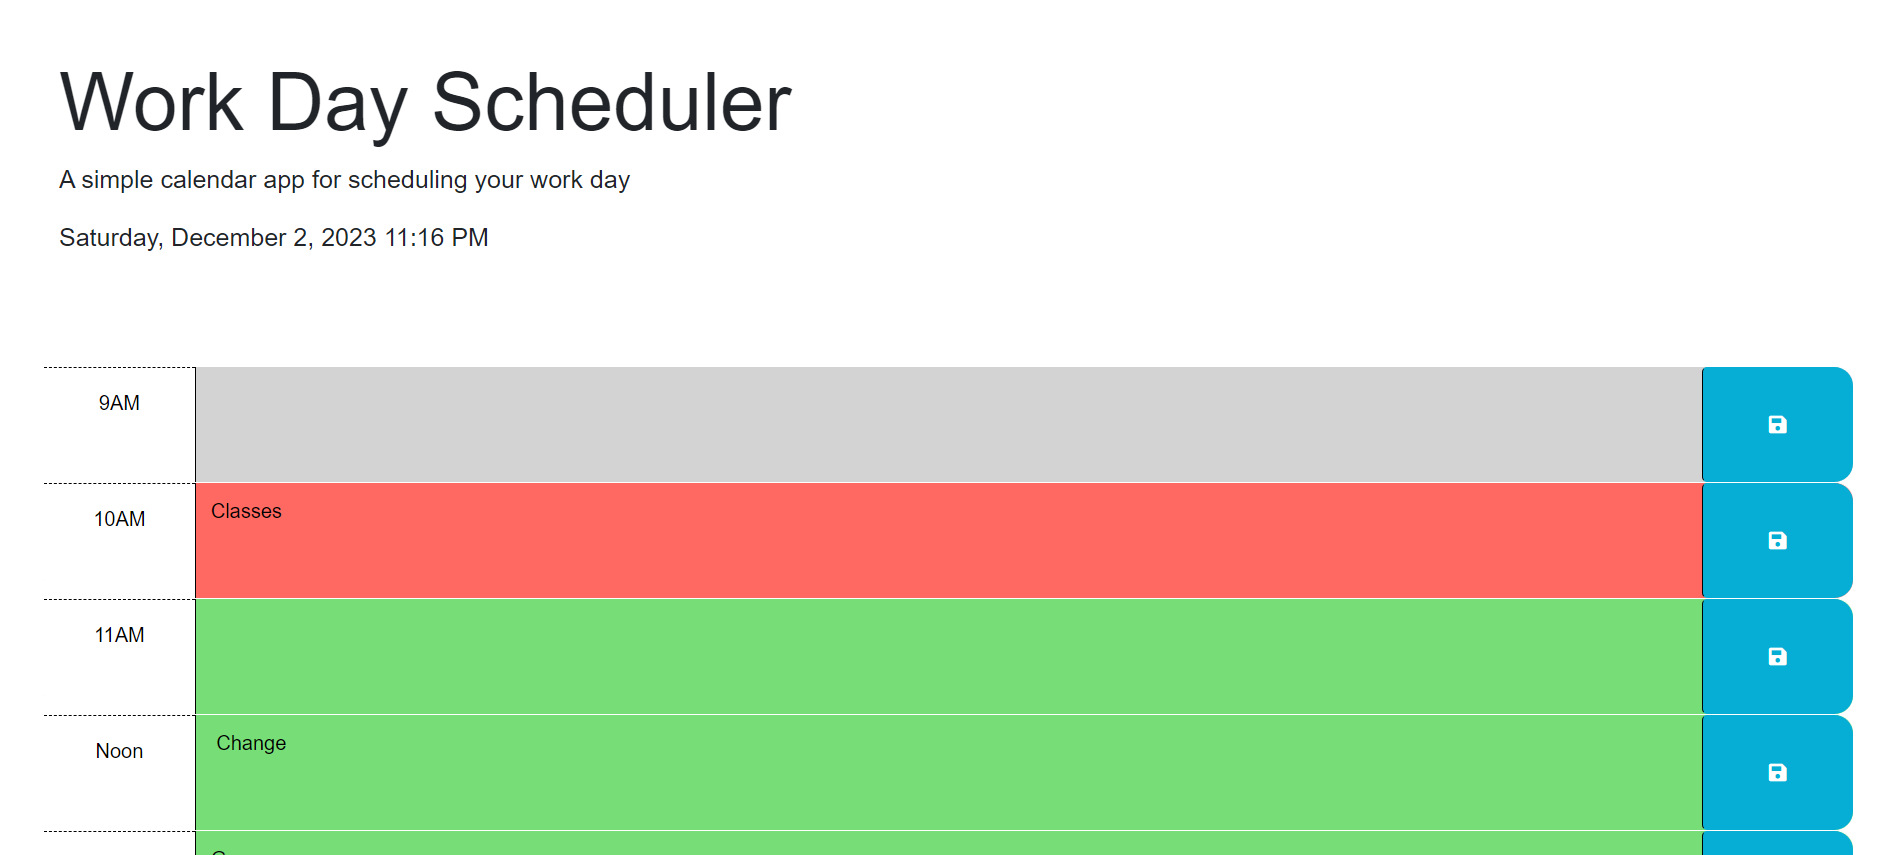 Work Day Scheduler
A simple calendar app for scheduling your work day
Saturday, December 2, 2023 11:16 PM
9AM
10AM
Classes
11AM
Noon
Change